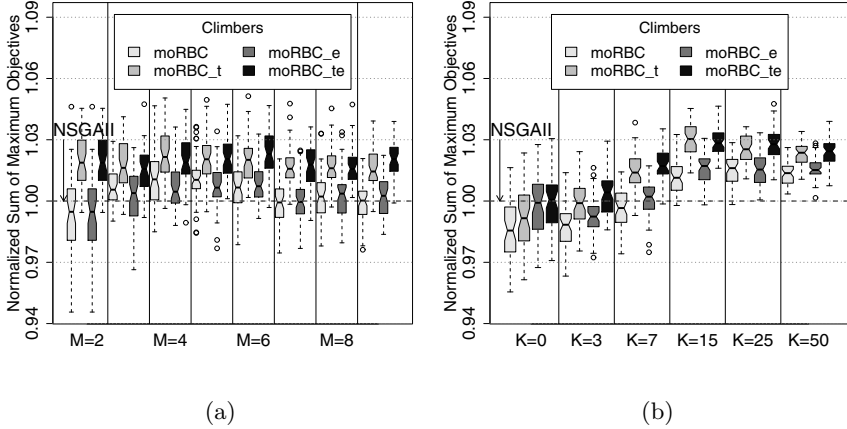 Normalized Sum of Maximum Objectives
1.09
1.06
1.03
1.00
0.97
0.94
Climbers
moRBC
moRBC_t
moRBC_e
moRBC_te
NSGAII
M=2
M=4
M=6
M=8
(a)
Normalized Sum of Maximum Objectives
1.09
1.06
1.03
1.00
0.97
0.94
Climbers
moRBC
moRBC_t
moRBC_e
moRBC_te
NSGAII
K=0
K=3
K=7
K=15
K=25
K=50
(b)